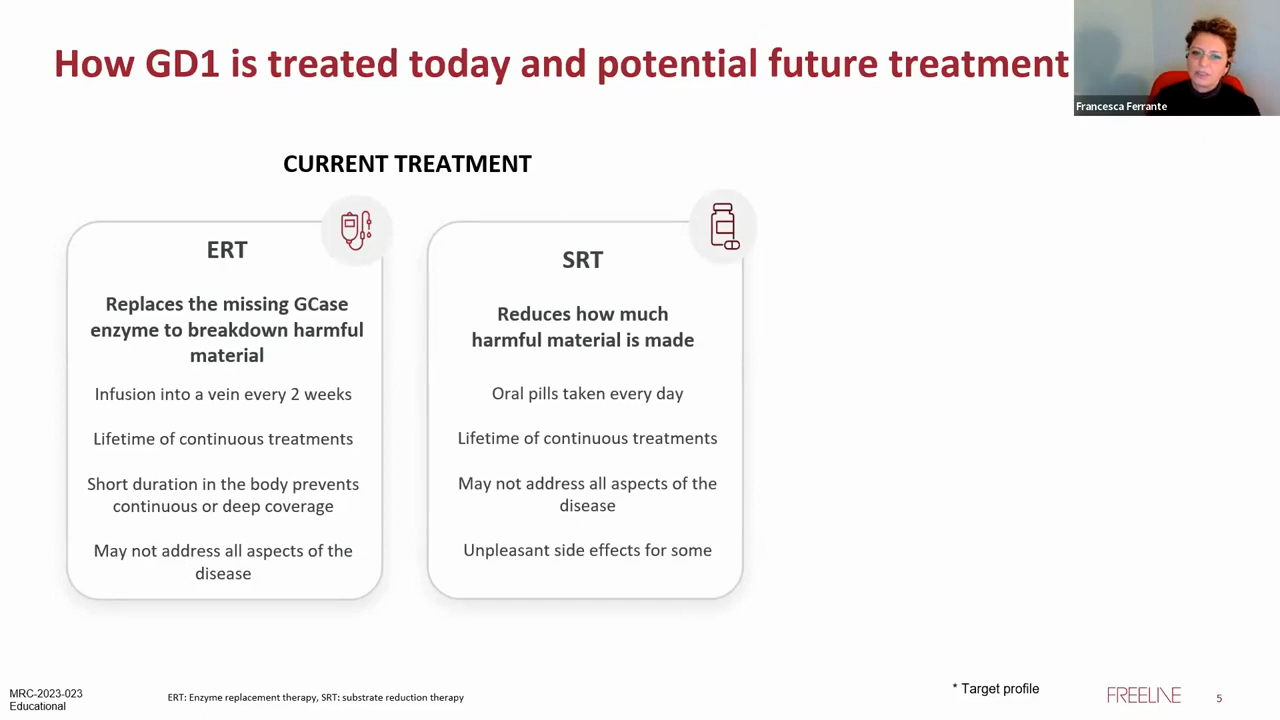 How GD1 is treated today and potential future treatment
Francesca Ferrante
CURRENT TREATMENT
ERT
Replaces the missing GCase
enzyme to breakdown harmful
material
Infusion into a vein every 2 weeks
Lifetime of continuous treatments
Short duration in the body prevents
continuous or deep coverage
May not address all aspects of the
disease
SRT
Reduces how much
harmful material is made
Oral pills taken every day
Lifetime of continuous treatments
May not address all aspects of the
disease
Unpleasant side effects for some
MRC-2023-023
Educational
ERT: Enzyme replacement therapy, SRT: substrate reduction therapy
* Target profile
FREELINE
5